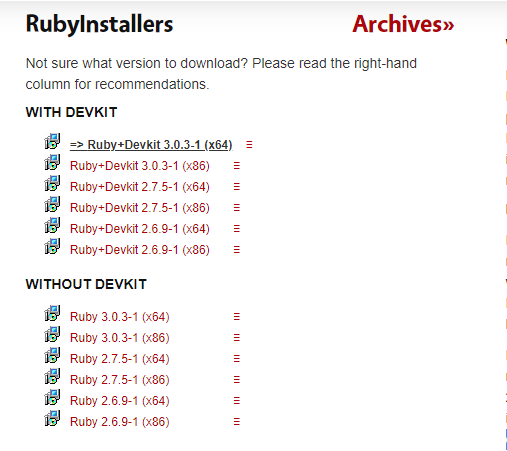 RubyInstallers
Archives»
Not sure what version to download? Please read the right-hand
column for recommendations.
WITH DEVKIT
=> Ruby+Devkit 3.0.3-1 (x64)
Ruby+Devkit 3.0.3-1 (x86)
Ruby+Devkit 2.7.5-1 (x64)
Ruby+Devkit 2.7.5-1 (x86)
Ruby+Devkit 2.6.9-1 (x64)
Ruby+Devkit 2.6.9-1 (x86)
WITHOUT DEVKIT
Ruby 3.0.3-1 (x64)
Ruby 3.0.3-1 (x86)
Ruby 2.7.5-1 (x64)
Ruby 2.7.5-1 (x86)
Ruby 2.6.9-1 (x64)
Ruby 2.6.9-1 (x86)